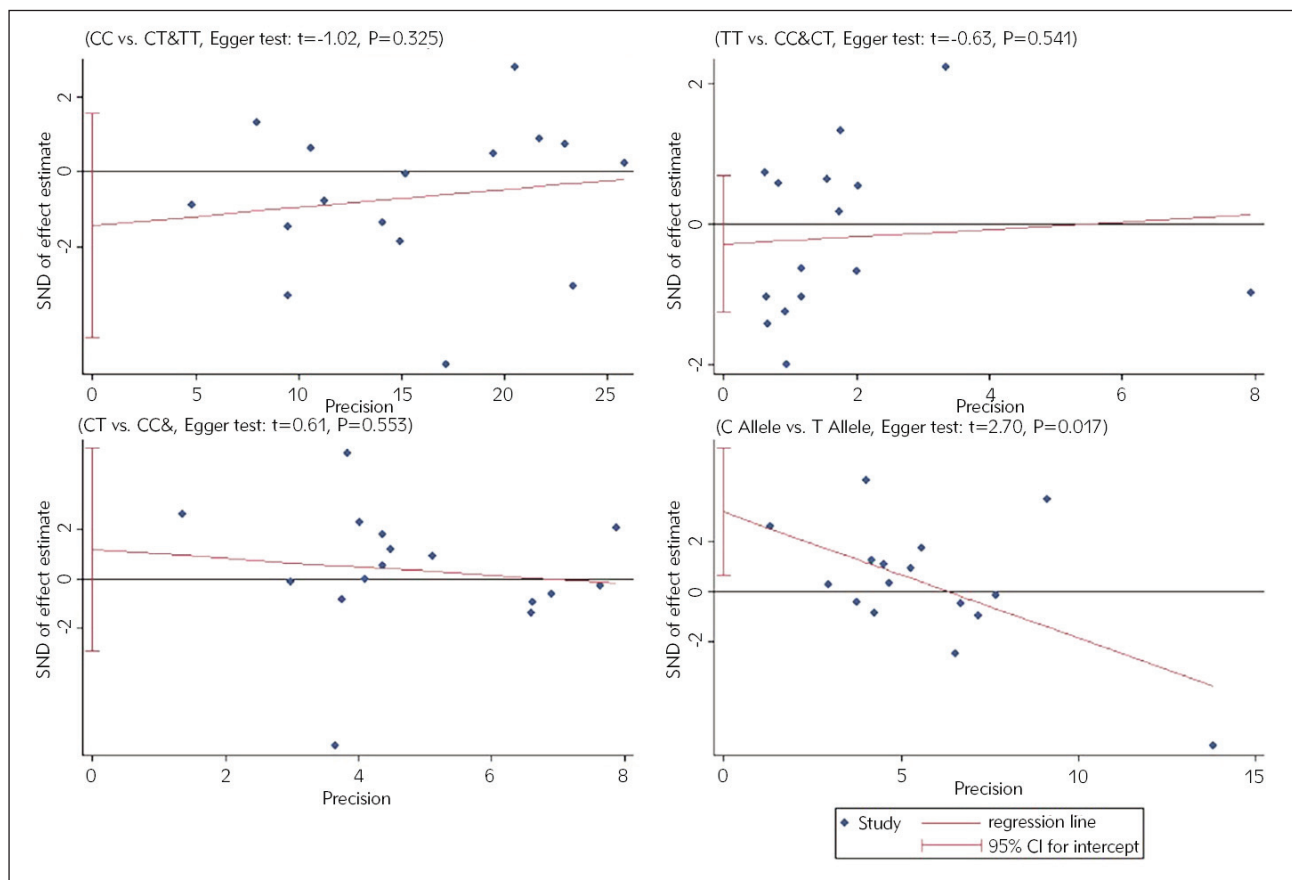 (CC vs. CT&TT, Egger test: t=-1.02, P=0.325)
SND of effect estimate
2
0
-2
0 5 10 15 20 25
Precision
(TT vs. CC&CT, Egger test: t=-0.63, P=0.541)
SND of effect estimate
2
0
-2
0 2 4 6 8
Precision
(CT vs. CC&, Egger test: t=0.61, P=0.553)
SND of effect estimate
2
0
-2
0 2 4 6 8
Precision
(C Allele vs. T Allele, Egger test: t=2.70, P=0.017)
SND of effect estimate
2
0
-2
0 5 10 15
Precision
Study regression line
95% CI for intercept